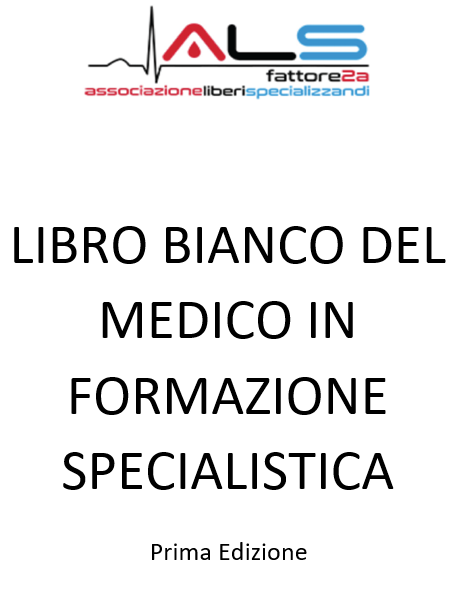 ALS
fattore2a
associazioneliberispecializzandi
LIBRO BIANCO DEL
MEDICO IN
FORMAZIONE
SPECIALISTICA
Prima Edizione